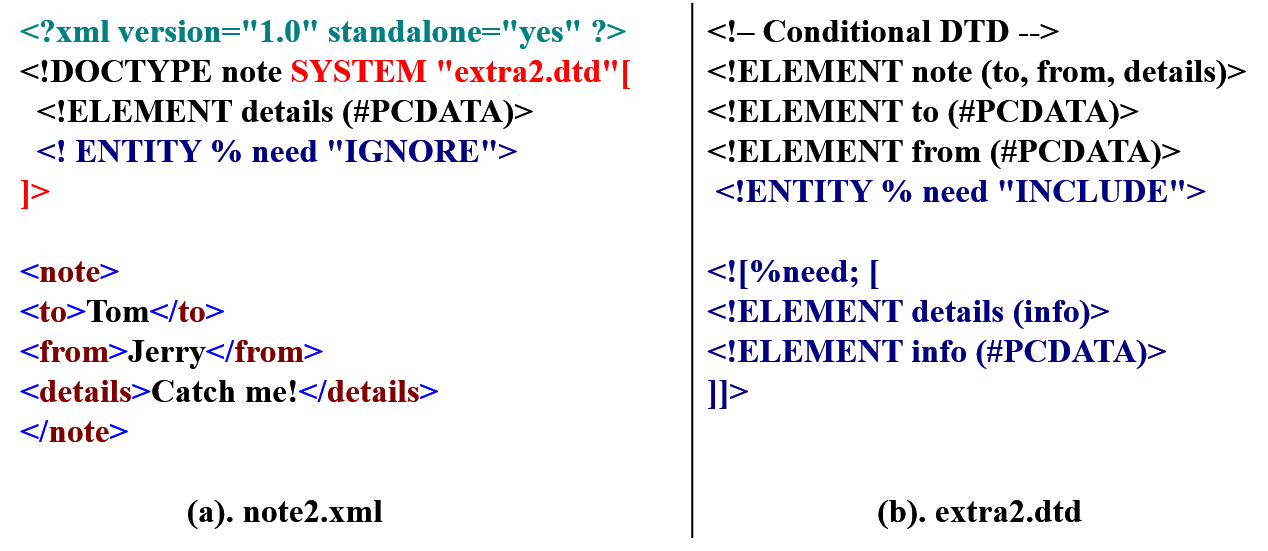 <?xml version="1.0" standalone="yes" ?>
<!DOCTYPE note SYSTEM "extra2.dtd"[
<!ELEMENT details (#PCDATA)>
<! ENTITY % need "IGNORE">
]>
<note>
<to>Tom</to>
<from>Jerry</from>
<details>Catch me!</details>
</note>
(a). note2.xml
<!– Conditional DTD -->
<!ELEMENT note (to, from, details)>
<!ELEMENT to (#PCDATA)>
<!ELEMENT from (#PCDATA)>
<!ENTITY % need "INCLUDE">
<![%need; [
<!ELEMENT details (info)>
<!ELEMENT info (#PCDATA)>
]]>
(b). extra2.dtd